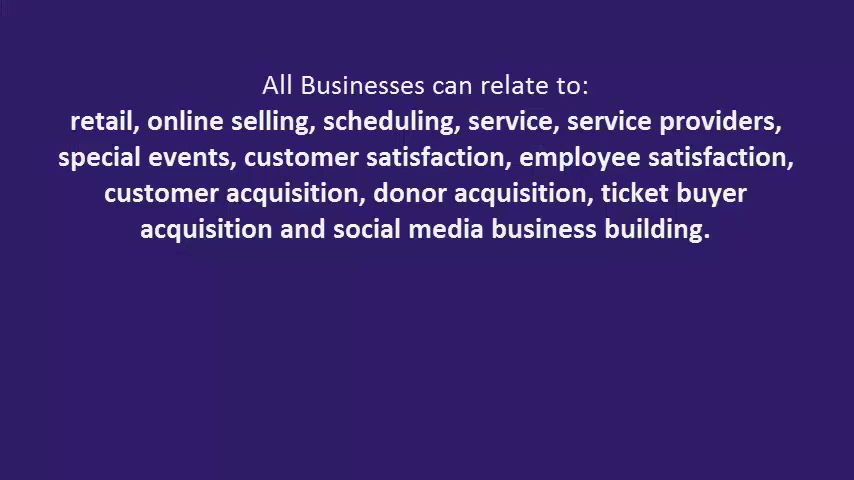 All Businesses can relate to:
retail, online selling, scheduling, service, service providers,
special events, customer satisfaction, employee satisfaction,
customer acquisition, donor acquisition, ticket buyer
acquisition and social media business building.